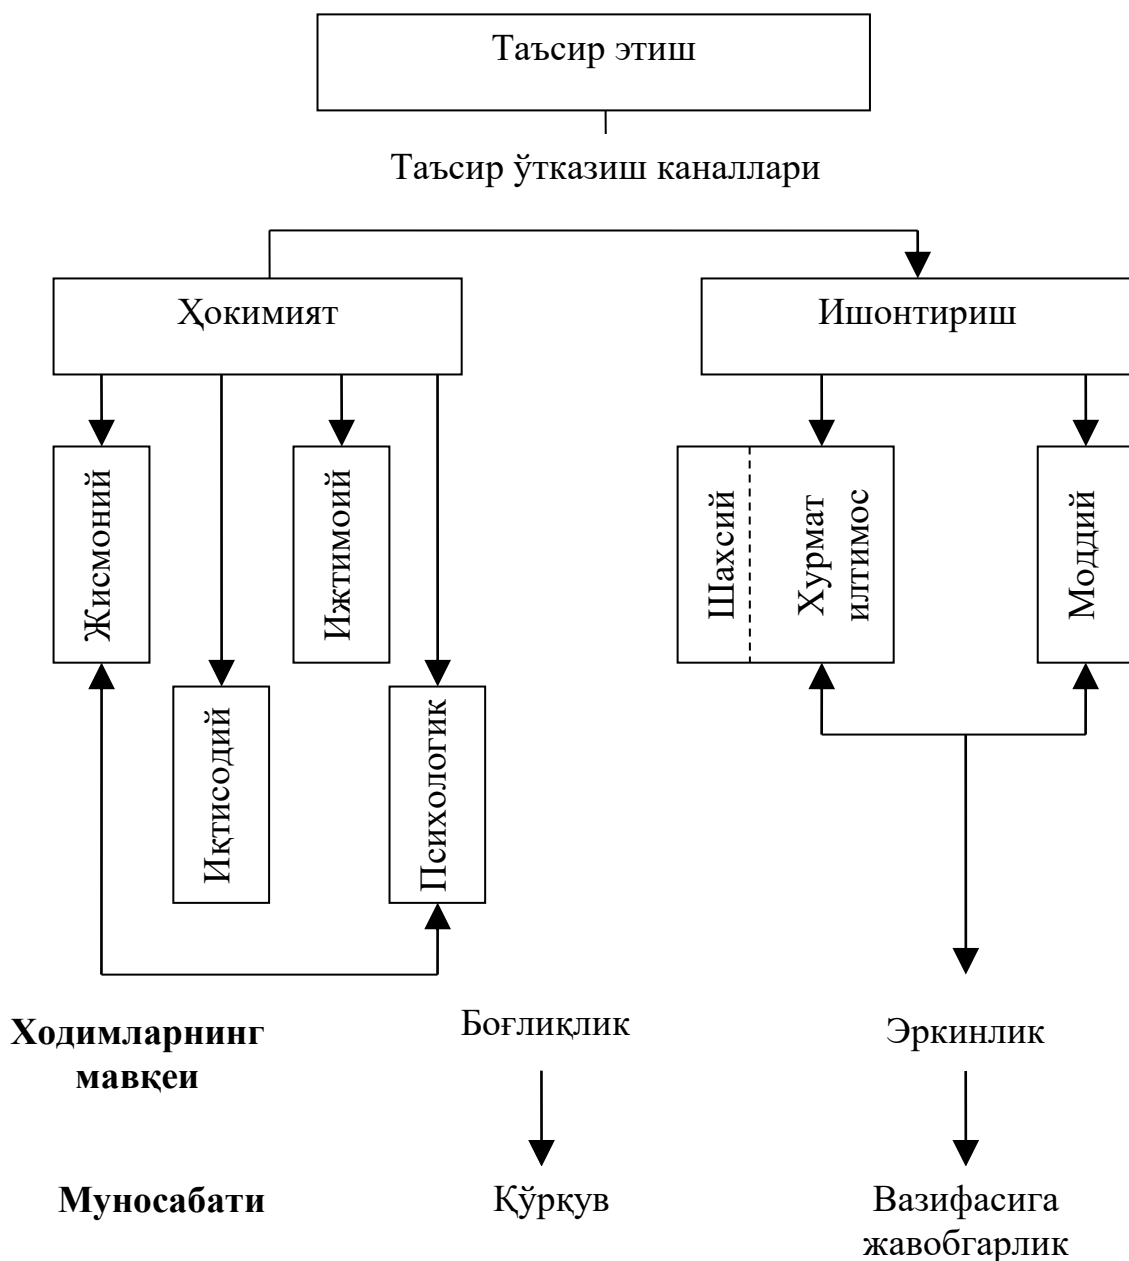 Таъсир этиш
Таъсир ўтказиш каналлари
Ҳокимият
Ишонтириш
Жисмоний
Иқтисодий
Ижтимоий
Психологик
Шахсий
Хурмат
илтимос
Моддий
Ходимларнинг
мавқеи
Боғлиқлик
Эркинлик
Муносабати
Қўрқув
Вазифасига
жавобгарлик